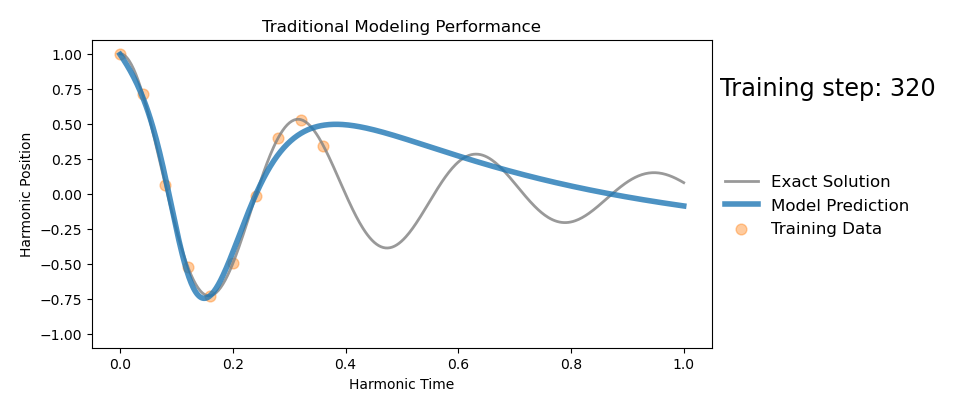 Traditional Modeling Performance
1.00
0.75
0.50
0.25
0.00
−0.25
−0.50
−0.75
−1.00
Harmonic Position
0.0 0.2 0.4 0.6 0.8 1.0
Harmonic Time
Training step: 320
Exact Solution
Model Prediction
Training Data